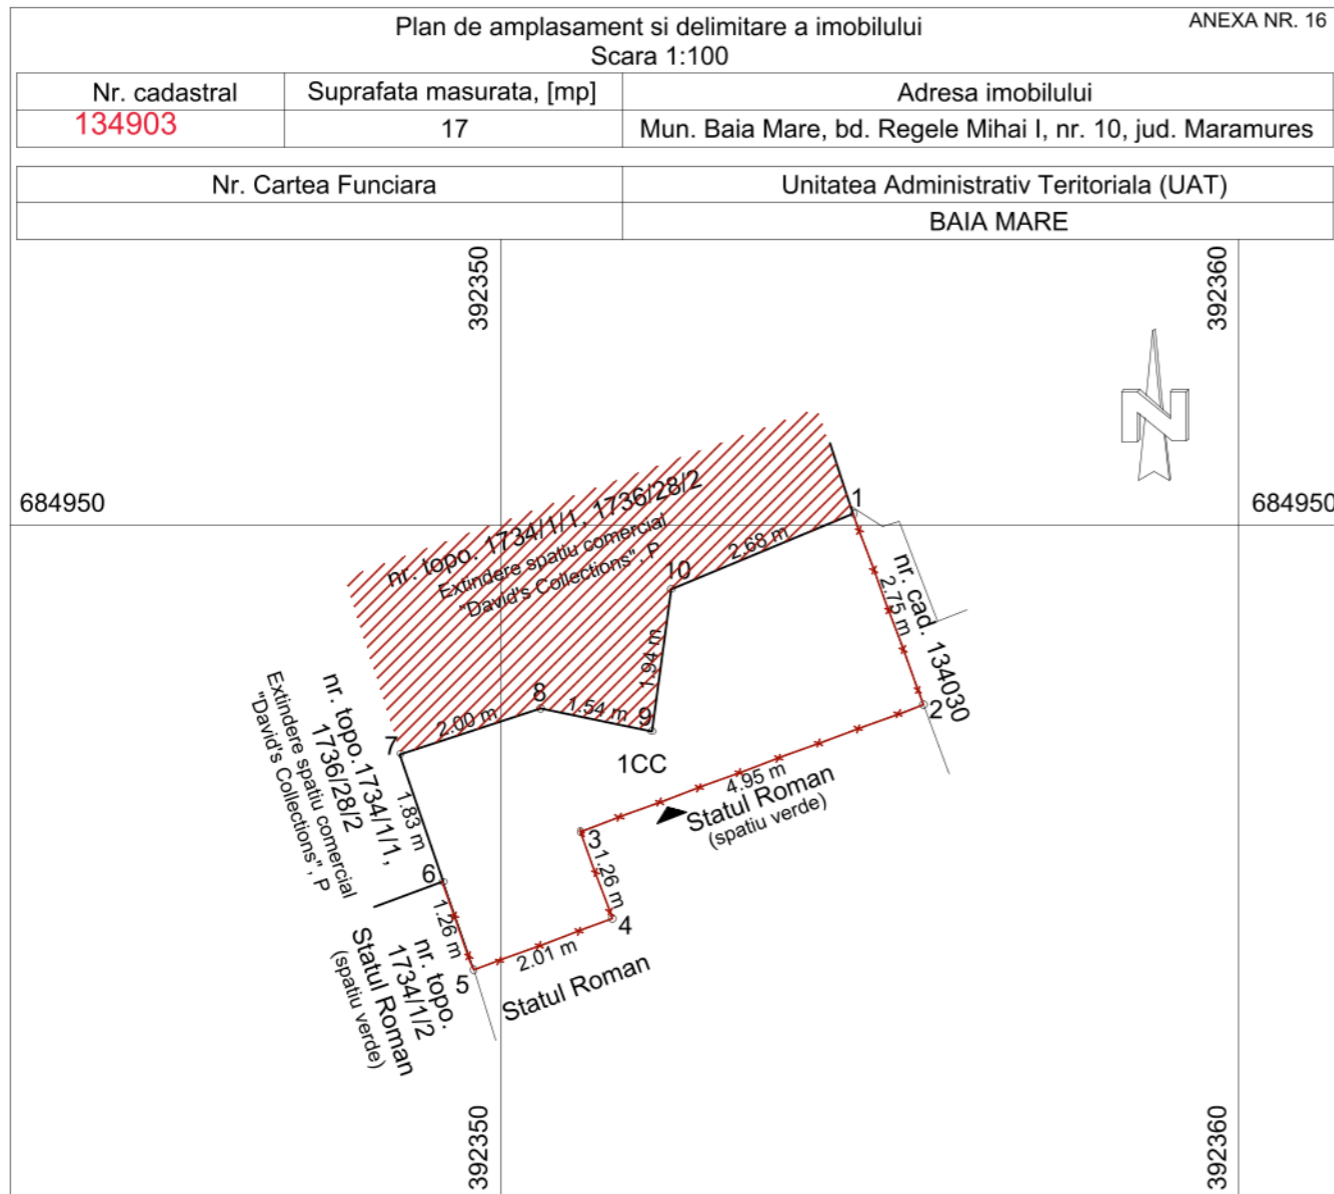 Plan de amplasament si delimitare a imobilului
ANEXA NR. 16
Scara 1:100
Nr. cadastral
Suprafata masurata, [mp]
Adresa imobilului
134903
17
Mun. Baia Mare, bd. Regele Mihai I, nr. 10, jud. Maramures
Nr. Cartea Funciara
Unitatea Administrativ Teritoriala (UAT)
BAIA MARE
392350
392360
N
684950
684950
nr. topo. 1734/1/1, 1736/28/2
Extindere spatiu comercial
"David's Collections", P
1
2.68 m
10
nr. cad. 134030
2.75 m
1.94 m
8
1.54 m
9
2.00 m
7
2
nr. topo.1734/1/1,
1736/28/2
Extindere spatiu comercial
"David's Collections", P
1CC
4.95 m
Statul Roman
(spatiu verde)
1.83 m
3
1.26 m
6
4
1.26 m
2.01 m
5
Statul Roman
nr. topo.
1734/1/2
Statul Roman
(spatiu verde)
392350
392360